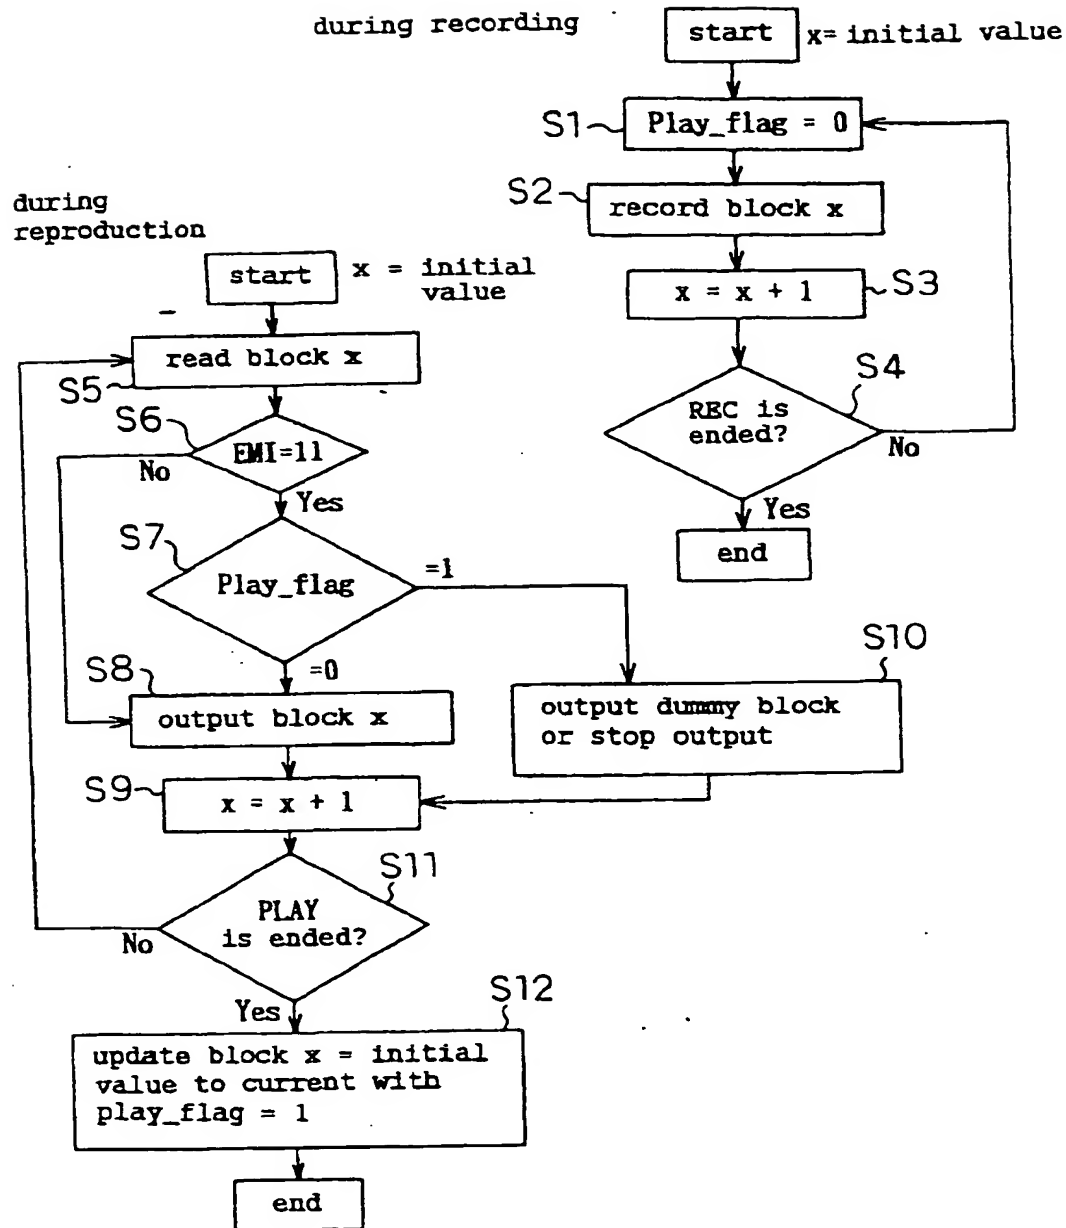 during recording
start
x= initial value
S1
Play_flag = 0
S2
record block x
x = x + 1
S3
S4
REC is
ended?
No
Yes
end
during
reproduction
start
x = initial
value
read block x
S5
S6
EMI=11
No
Yes
S7
Play_flag
=1
=0
S8
output block x
S10
output dummy block
or stop output
S9
x = x + 1
S11
PLAY
is ended?
No
Yes
S12
update block x = initial
value to current with
play_flag = 1
end